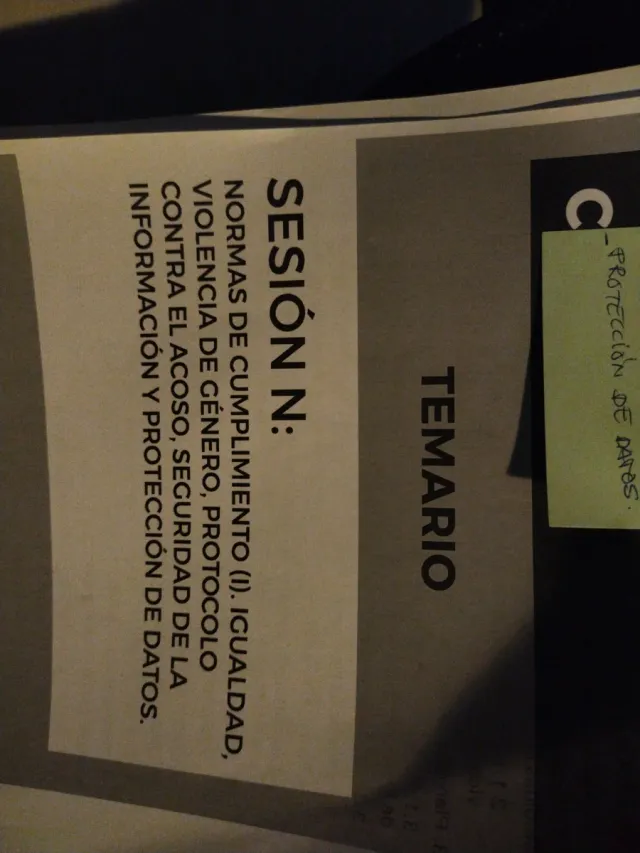 C
- PROTECCIÓN DE DATOS.
TEMARIO
SESIÓN N:
NORMAS DE CUMPLIMIENTO (I). IGUALDAD,
VIOLENCIA DE GÉNERO, PROTOCOLO
CONTRA EL ACOSO, SEGURIDAD DE LA
INFORMACIÓN Y PROTECCIÓN DE DATOS.